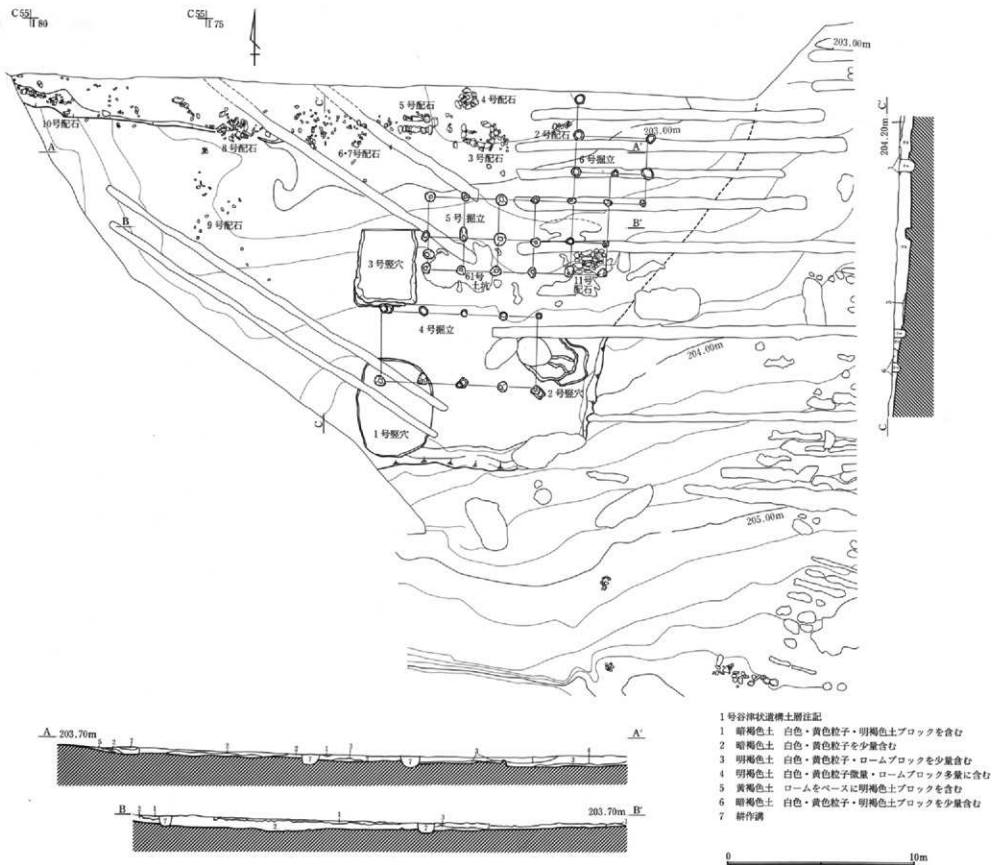 C55 80
C55 75
203.00m
C
C
204.20m
5号配石
4号配石
10号配石
8号配石
6・7号配石
3号配石
2号配石
203.00m
A
A'
6号掘立
B
9号配石
5号掘立
B'
3号竪穴
61号土坑
11号配石
4号掘立
204.00m
2号竪穴
1号竪穴
C
C'
205.00m
A 203.70m
A'
B
203.70m B'
1号谷津状遺構土層注記
1 暗褐色土 白色・黄色粒子・明褐色土ブロックを含む
2 暗褐色土 白色・黄色粒子を少量含む
3 明褐色土 白色・黄色粒子・ロームブロックを少量含む
4 明褐色土 白色・黄色粒子微量・ロームブロック多量に含む
5 黄褐色土 ロームをベースに明褐色土ブロックを含む
6 暗褐色土 白色・黄色粒子・明褐色土ブロックを少量含む
7 耕作溝
0 10m